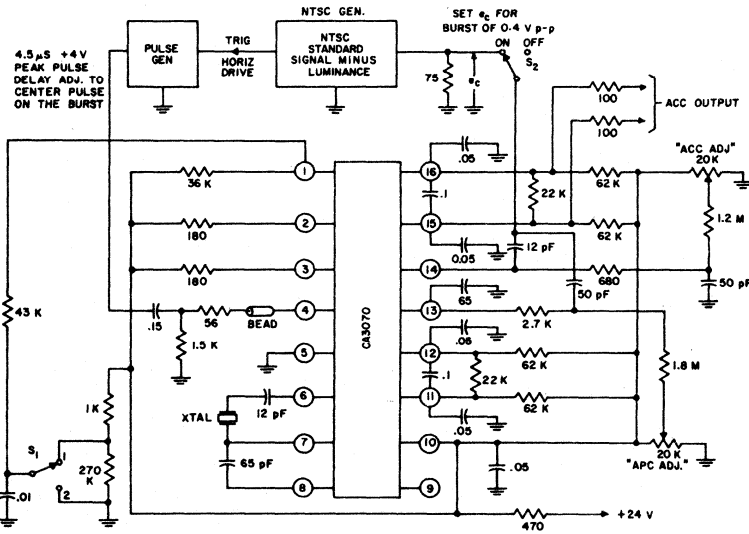 NTSC GEN.
SET ec FOR
BURST OF 0.4 V p-p
ON OFF
S2
4.5µS +4V
PEAK PULSE
DELAY ADJ. TO
CENTER PULSE
ON THE BURST
PULSE
GEN
TRIG
HORIZ
DRIVE
NTSC
STANDARD
SIGNAL MINUS
LUMINANCE
75
ec
100
100
ACC OUTPUT
"ACC ADJ"
20K
1
36 K
2
180
3
180
4
.15
56
BEAD
1.5 K
5
6
XTAL
12 pF
7
65 pF
8
CA3070
16
.05
.1
22 K
62 K
15
0.05
62 K
12 pF
1.2 M
14
680
50 pF
50 pF
13
65
2.7 K
12
.05
62 K
.1
22 K
1.8 M
11
62 K
.05
10
.05
20 K
"APC ADJ."
9
470
+24 V
43 K
1K
S1
1
2
270
K
.01